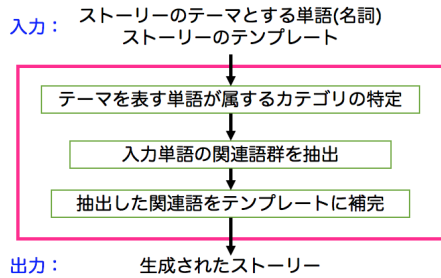 入力： ストーリーのテーマとする単語(名詞)
ストーリーのテンプレート
テーマを表す単語が属するカテゴリの特定
入力単語の関連語群を抽出
抽出した関連語をテンプレートに補完
出力： 生成されたストーリー